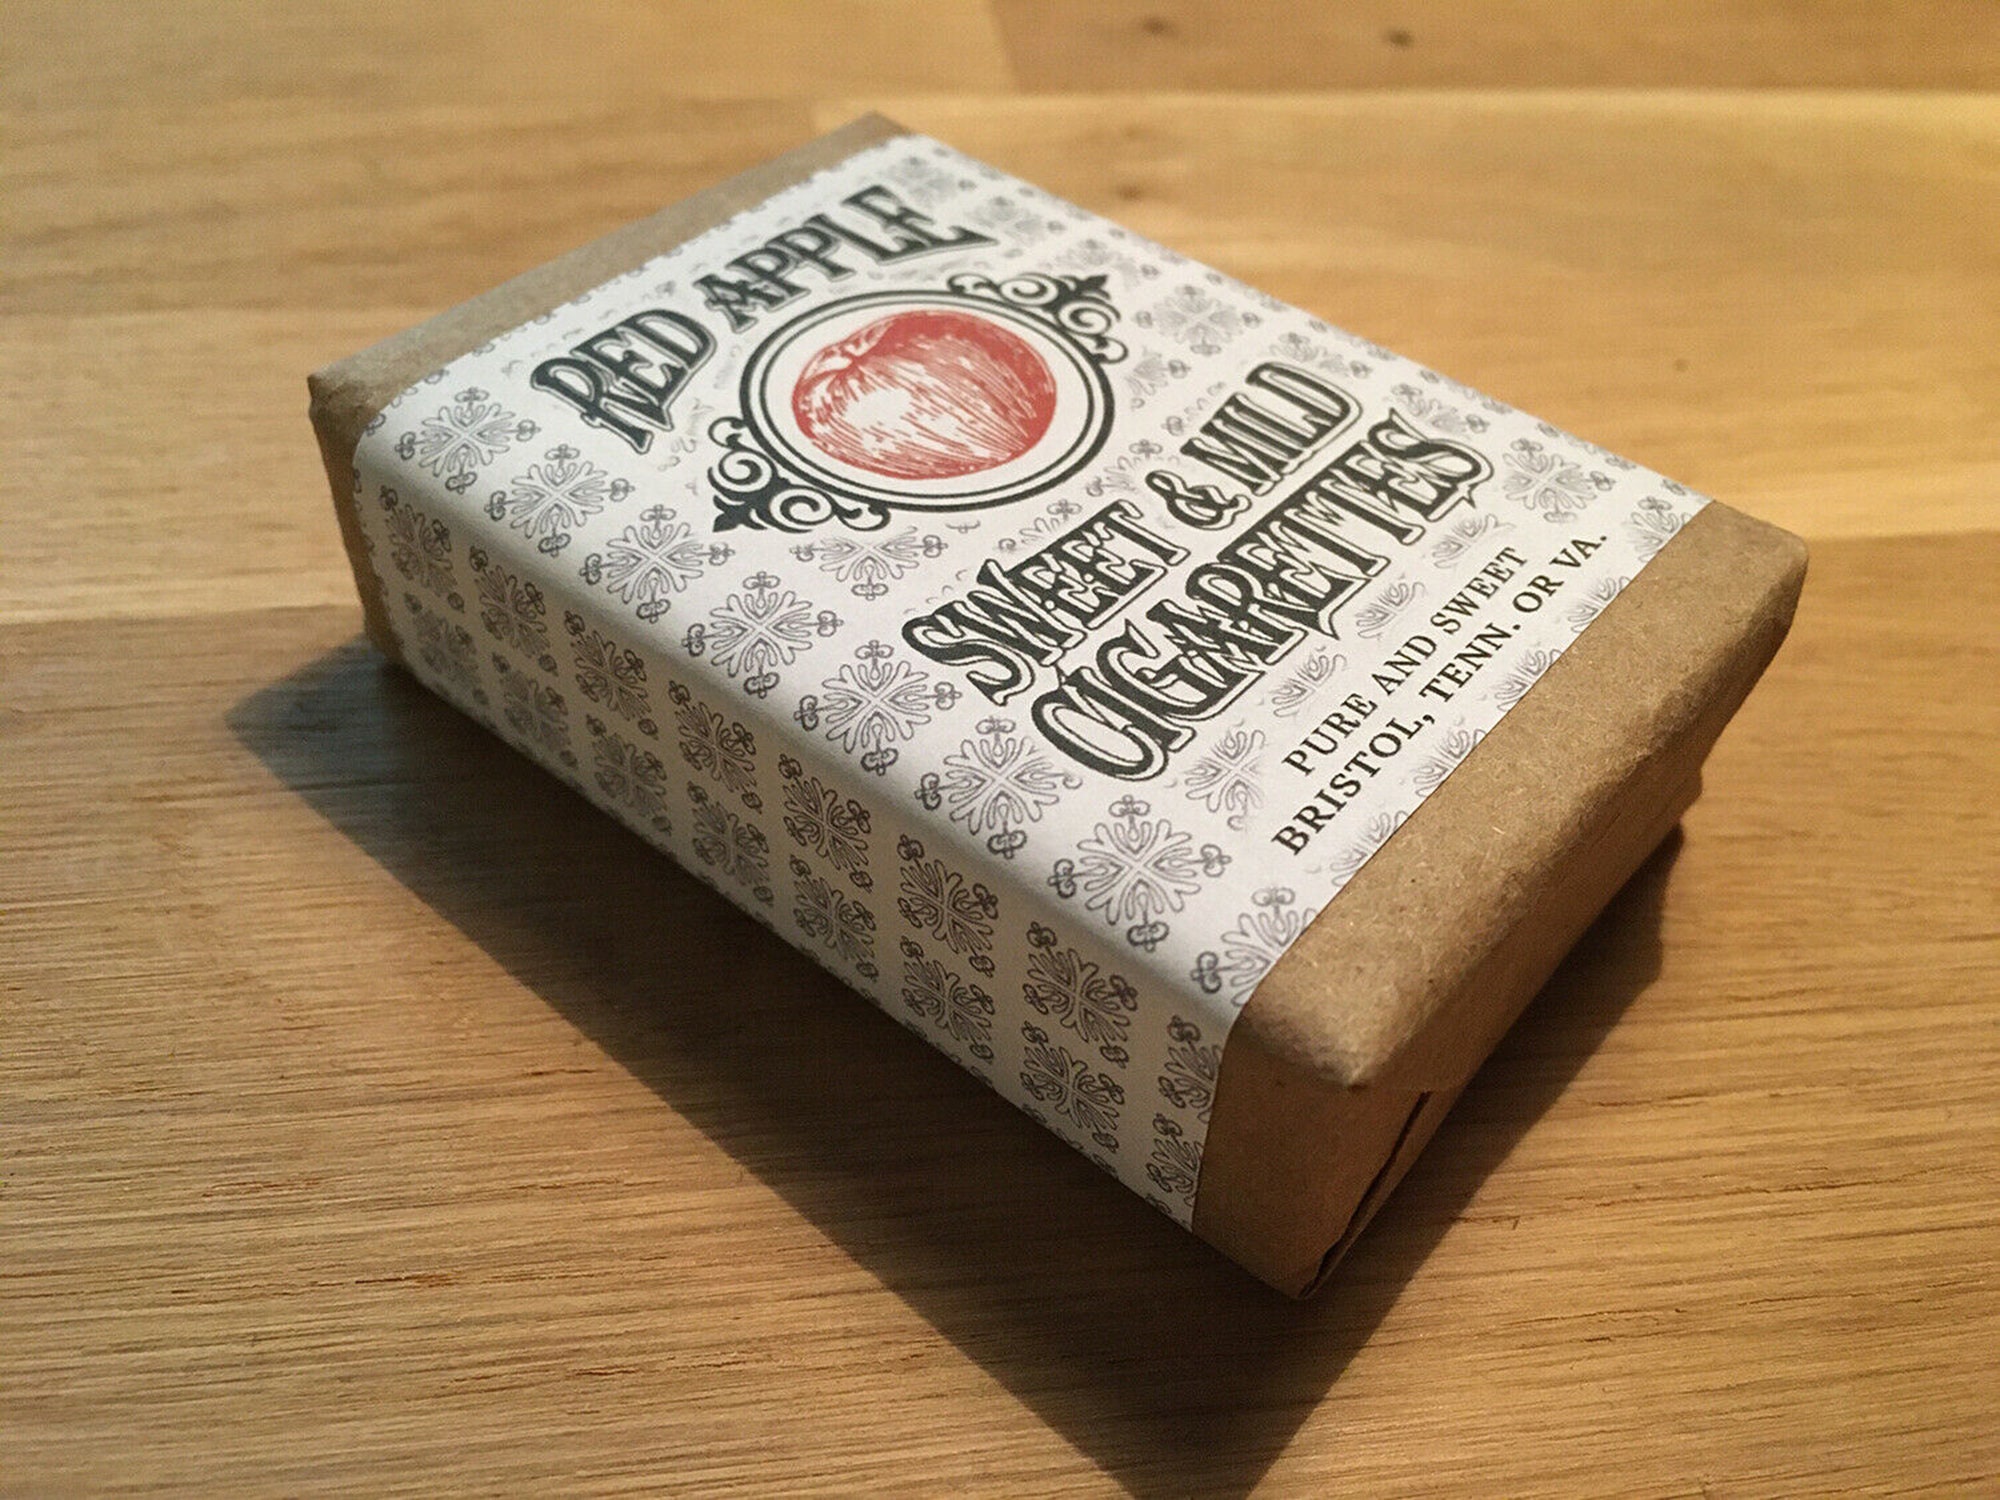 RED APPLE
SWEET & MILD
CIGARETTES
PURE AND SWEET
BRISTOL, TENN. OR VA.